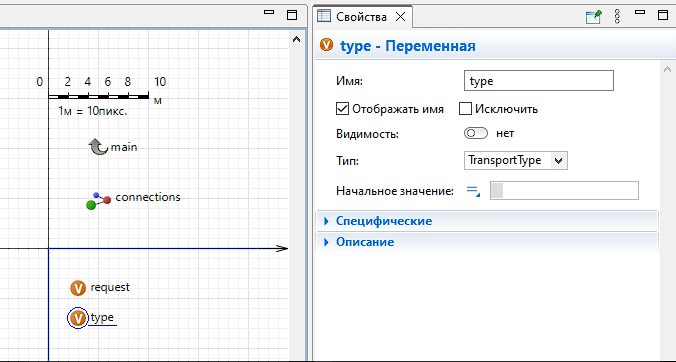 0 2 4 6 8 10
м
1м = 10пикс.
main
connections
V request
V type
Свойства
V type - Переменная
Имя: type
Отображать имя Исключить
Видимость: нет
Тип: TransportType
Начальное значение:
Специфические
Описание